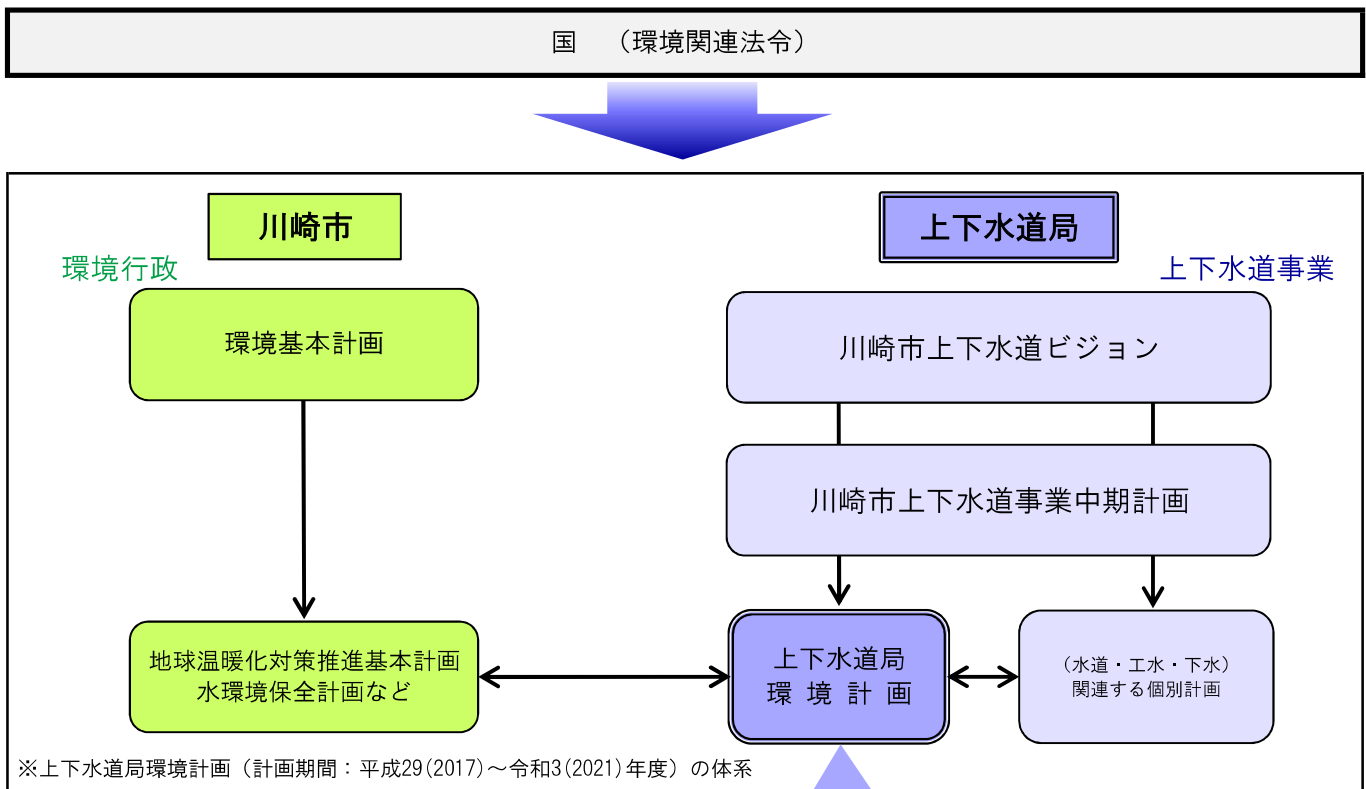 国 （環境関連法令）
川崎市
上下水道局
環境行政
上下水道事業
環境基本計画
川崎市上下水道ビジョン
川崎市上下水道事業中期計画
地球温暖化対策推進基本計画
水環境保全計画など
上下水道局
環 境 計 画
（水道・工水・下水）
関連する個別計画
※上下水道局環境計画（計画期間：平成29(2017)～令和3(2021)年度）の体系